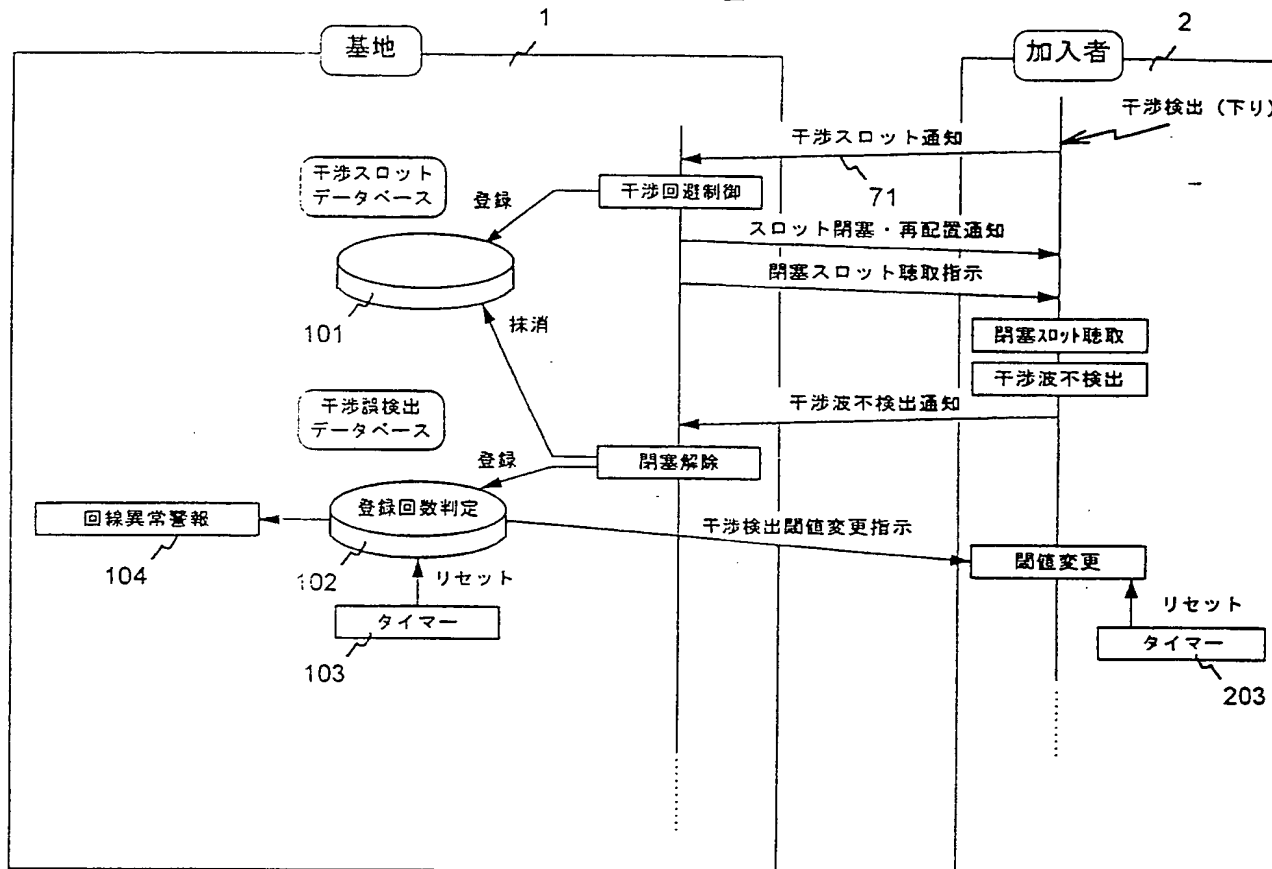 1
基地
2
加入者
干渉検出（下り）
干渉スロット通知
71
干渉スロット
データベース
登録
干渉回避制御
スロット閉塞・再配置通知
閉塞スロット聴取指示
101
抹消
閉塞スロット聴取
干渉波不検出
干渉誤検出
データベース
干渉波不検出通知
登録
閉塞解除
回線異常警報
登録回数判定
干渉検出閾値変更指示
104
102
リセット
閾値変更
タイマー
リセット
103
タイマー
203